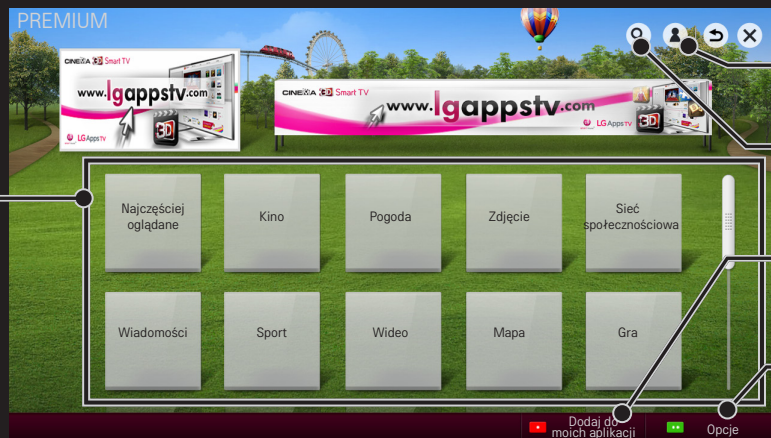 PREMIUM
CINEMA 3D Smart TV
www.lgappstv.com
3D
LG Apps TV
CINEMA 3D Smart TV
www.lgappstv.com
3D
LG Apps TV
Najczęściej
oglądane
Kino
Pogoda
Zdjęcie
Sieć
społecznościowa
Wiadomości
Sport
Wideo
Mapa
Gra
Dodaj do
moich aplikacji
Opcje